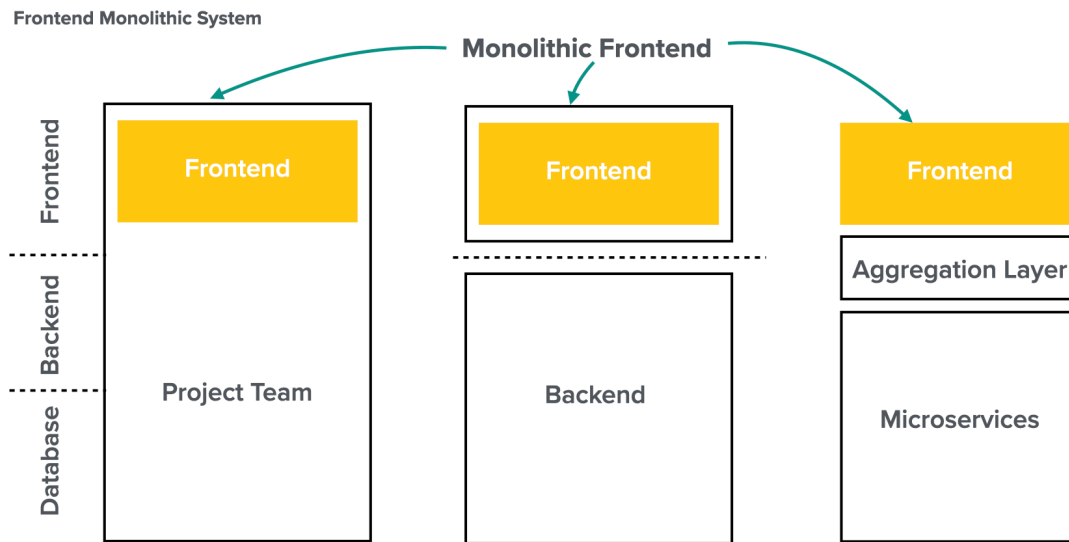 Frontend Monolithic System
Monolithic Frontend
Frontend
Backend
Database
Frontend
Project Team
Frontend
Backend
Frontend
Aggregation Layer
Microservices